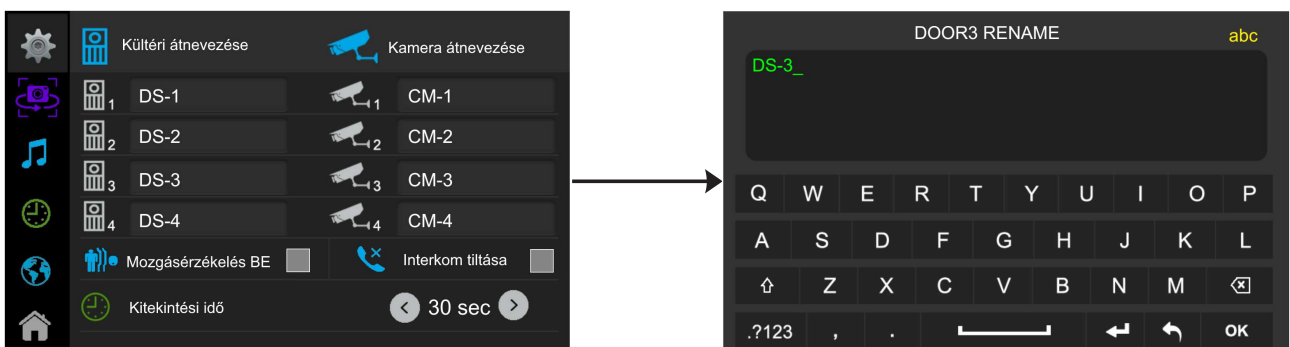 Kültéri átnevezése Kamera átnevezése
1 DS-1 1 CM-1
2 DS-2 2 CM-2
3 DS-3 3 CM-3
4 DS-4 4 CM-4
Mozgásérzékelés BE Interkom tiltása
Kitekintési idő < 30 sec >
DOOR3 RENAME abc
DS-3_
Q W E R T Y U I O P
A S D F G H J K L
Z X C V B N M
.?123 , . OK